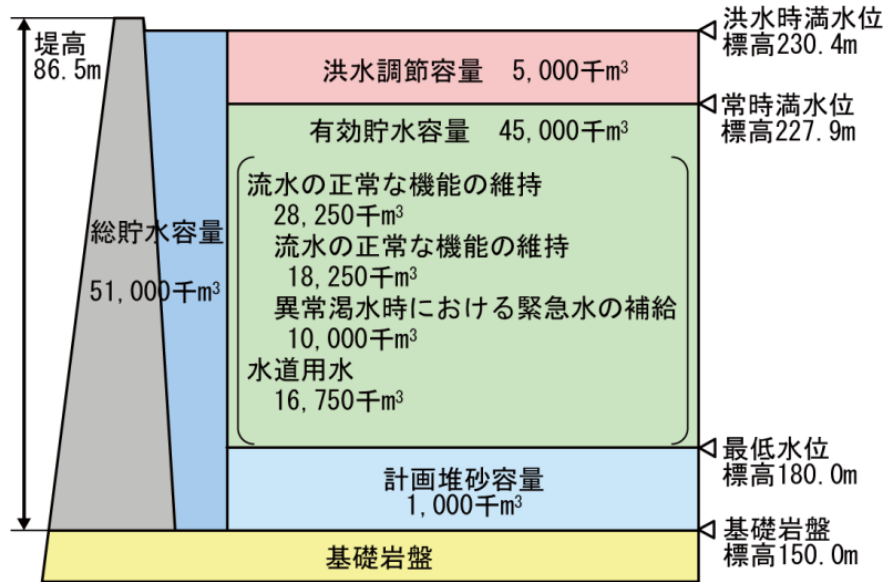 堤高
86.5m
洪水時満水位
標高230.4m
洪水調節容量 5,000千m³
常時満水位
標高227.9m
有効貯水容量 45,000千m³
流水の正常な機能の維持
28,250千m³
流水の正常な機能の維持
18,250千m³
異常渇水時における緊急水の補給
10,000千m³
水道用水
16,750千m³
総貯水容量
51,000千m³
最低水位
標高180.0m
計画堆砂容量
1,000千m³
基礎岩盤
標高150.0m
基礎岩盤